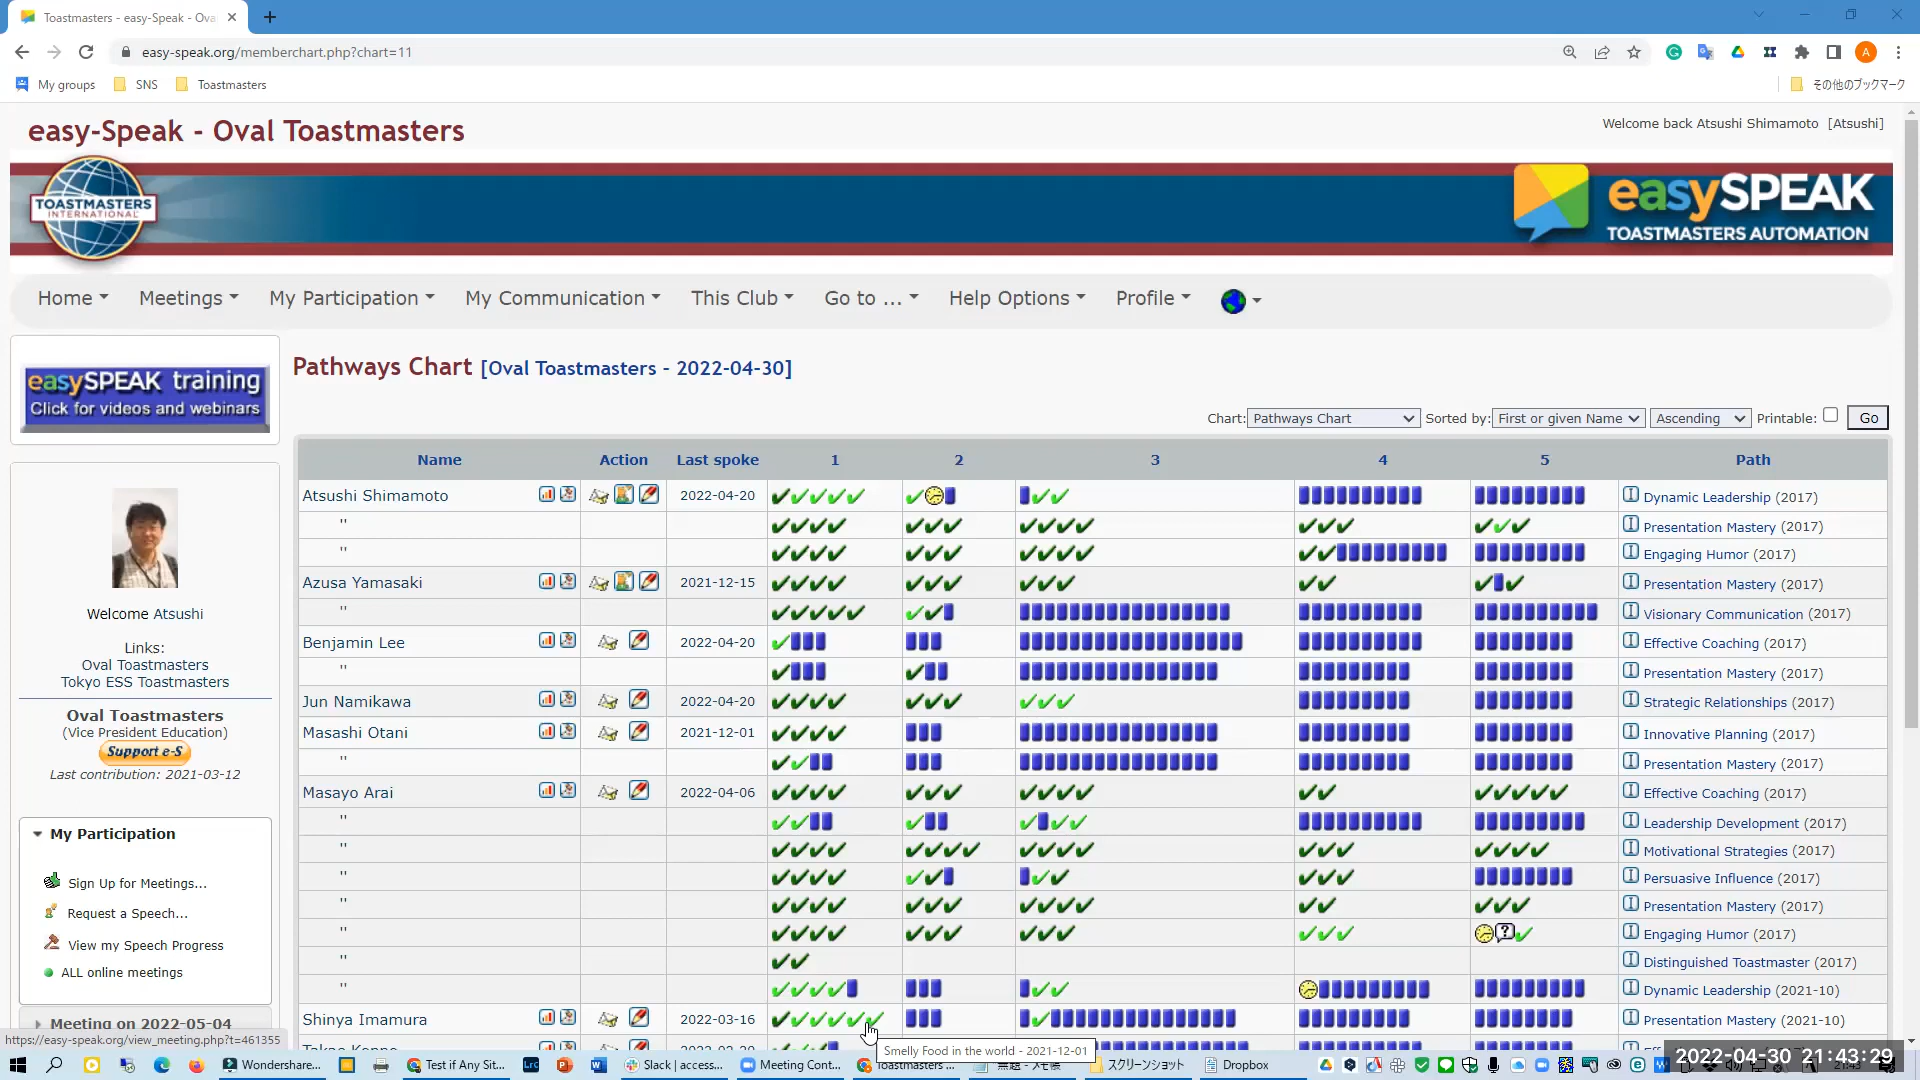 Toastmasters - easy-Speak - Ova
easy-speak.org/memberchart.php?chart=11
A
My groups
SNS
Toastmasters
その他のブックマーク
easy-Speak - Oval Toastmasters
Welcome back Atsushi Shimamoto [Atsushi]
TOASTMASTERS
INTERNATIONAL
easySPEAK
TOASTMASTERS AUTOMATION
Home
Meetings
My Participation
My Communication
This Club
Go to ...
Help Options
Profile
easySPEAK training
Click for videos and webinars
Pathways Chart [Oval Toastmasters - 2022-04-30]
Chart: Pathways Chart Sorted by: First or given Name Ascending Printable: Go
Name Action Last spoke 1 2 3 4 5 Path
Atsushi Shimamoto 2022-04-20 Dynamic Leadership (2017)
" Presentation Mastery (2017)
" Engaging Humor (2017)
Azusa Yamasaki 2021-12-15 Presentation Mastery (2017)
" Visionary Communication (2017)
Benjamin Lee 2022-04-20 Effective Coaching (2017)
" Presentation Mastery (2017)
Jun Namikawa 2022-04-20 Strategic Relationships (2017)
Masashi Otani 2021-12-01 Innovative Planning (2017)
" Presentation Mastery (2017)
Masayo Arai 2022-04-06 Effective Coaching (2017)
" Leadership Development (2017)
" Motivational Strategies (2017)
" Persuasive Influence (2017)
" Presentation Mastery (2017)
" Engaging Humor (2017)
" Distinguished Toastmaster (2017)
" Dynamic Leadership (2021-10)
Shinya Imamura 2022-03-16 Presentation Mastery (2021-10)
Smelly Food in the world - 2021-12-01
Welcome Atsushi
Links:
Oval Toastmasters
Tokyo ESS Toastmasters
Oval Toastmasters
(Vice President Education)
Support e-S
Last contribution: 2021-03-12
My Participation
Sign Up for Meetings...
Request a Speech...
View my Speech Progress
ALL online meetings
Meeting on 2022-05-04
https://easy-speak.org/view_meeting.php?t=461355
Wondershare...
Test if Any Sit...
Lrc
Slack | access...
Meeting Cont...
Toastmasters ...
無題 - メモ帳
スクリーンショット
Dropbox
2022-04-30 21:43:29